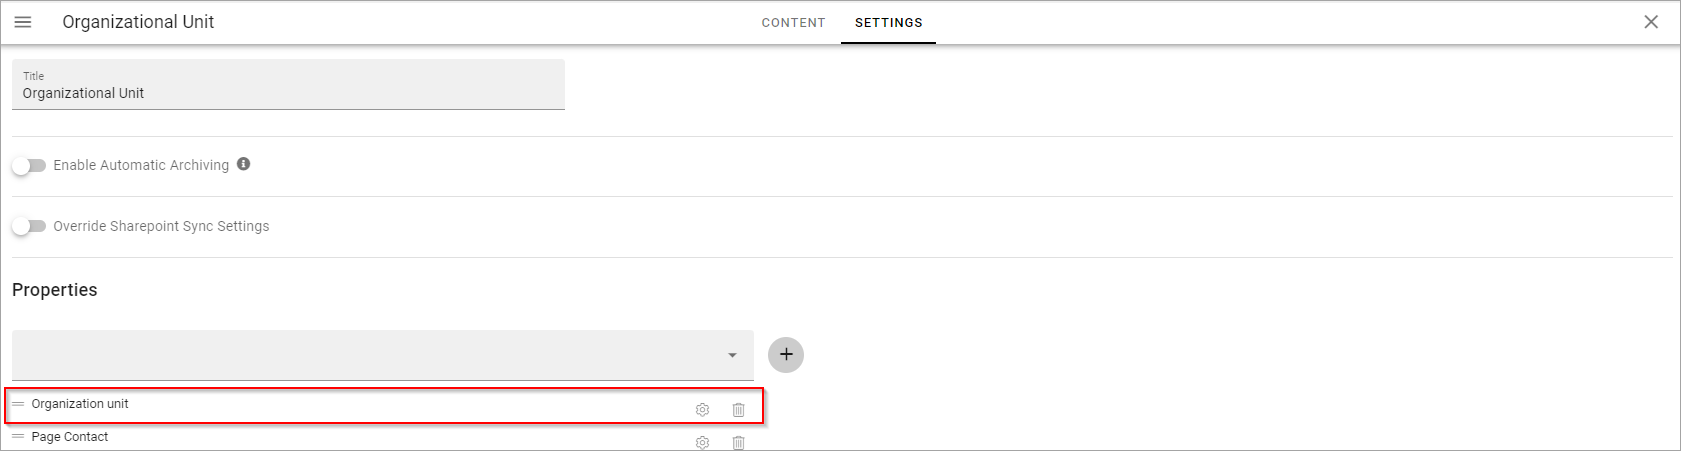 Organizational Unit
CONTENT
SETTINGS
Title
Organizational Unit
Enable Automatic Archiving
Override Sharepoint Sync Settings
Properties
Organization unit
Page Contact